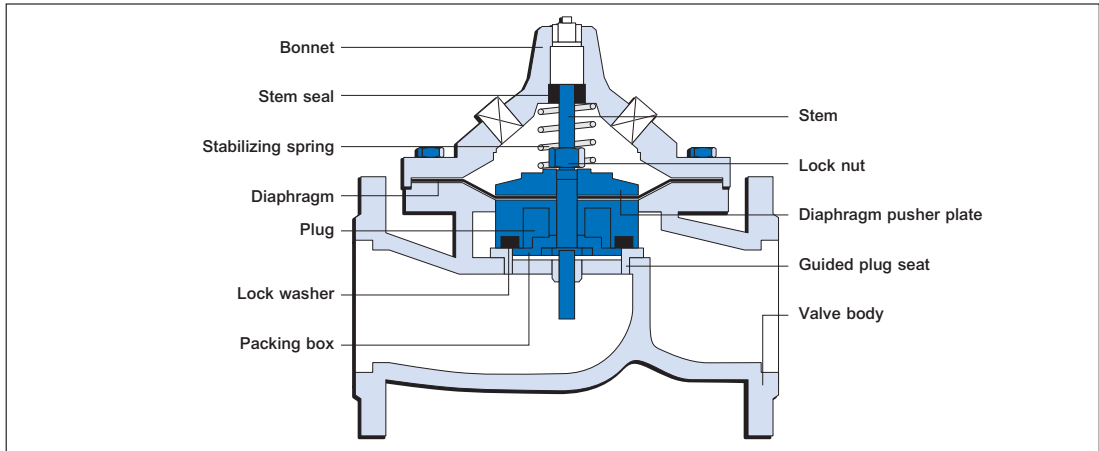 Bonnet
Stem seal
Stabilizing spring
Diaphragm
Plug
Lock washer
Packing box
Stem
Lock nut
Diaphragm pusher plate
Guided plug seat
Valve body